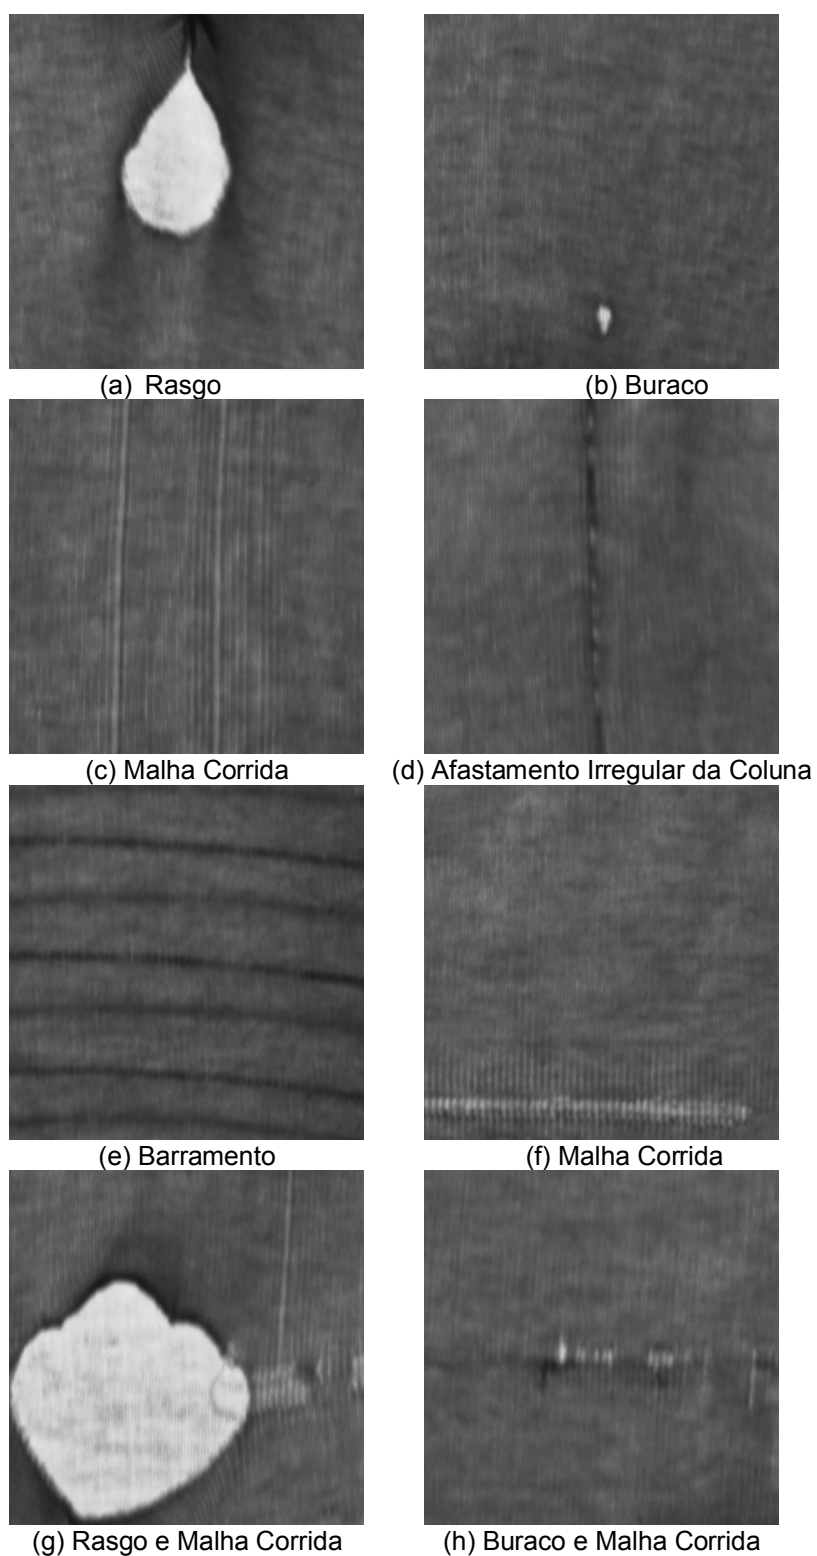 (a) Rasgo
(b) Buraco
(c) Malha Corrida
(d) Afastamento Irregular da Coluna
(e) Barramento
(f) Malha Corrida
(g) Rasgo e Malha Corrida
(h) Buraco e Malha Corrida